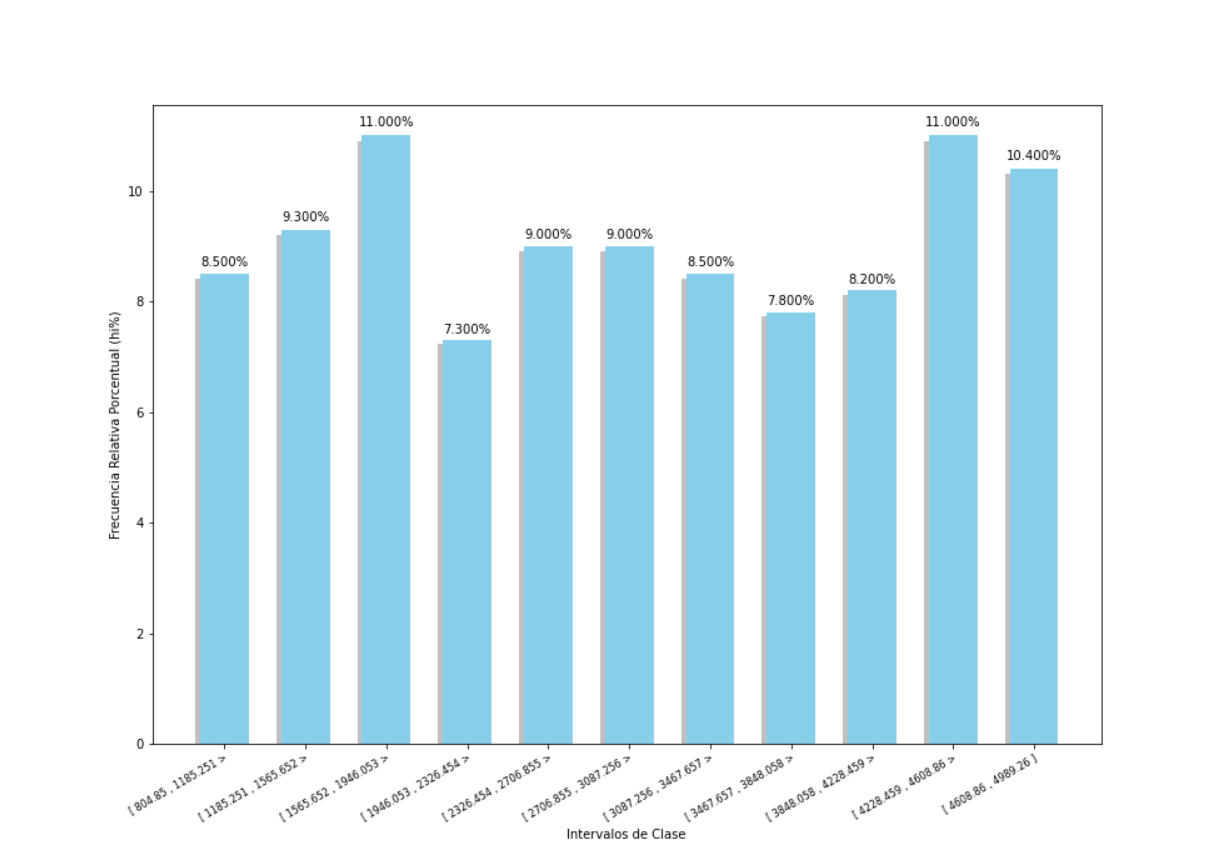 11.000%
11.000%
10.400%
9.300%
9.000%
9.000%
8.500%
8.500%
8.200%
7.800%
7.300%
10
8
6
4
2
0
Frecuencia Relativa Porcentual (hi%)
[ 804.85 , 1185.251 >
[ 1185.251 , 1565.652 >
[ 1565.652 , 1946.053 >
[ 1946.053 , 2326.454 >
[ 2326.454 , 2706.855 >
[ 2706.855 , 3087.256 >
[ 3087.256 , 3467.657 >
[ 3467.657 , 3848.058 >
[ 3848.058 , 4228.459 >
[ 4228.459 , 4608.86 >
[ 4608.86 , 4989.26 ]
Intervalos de Clase